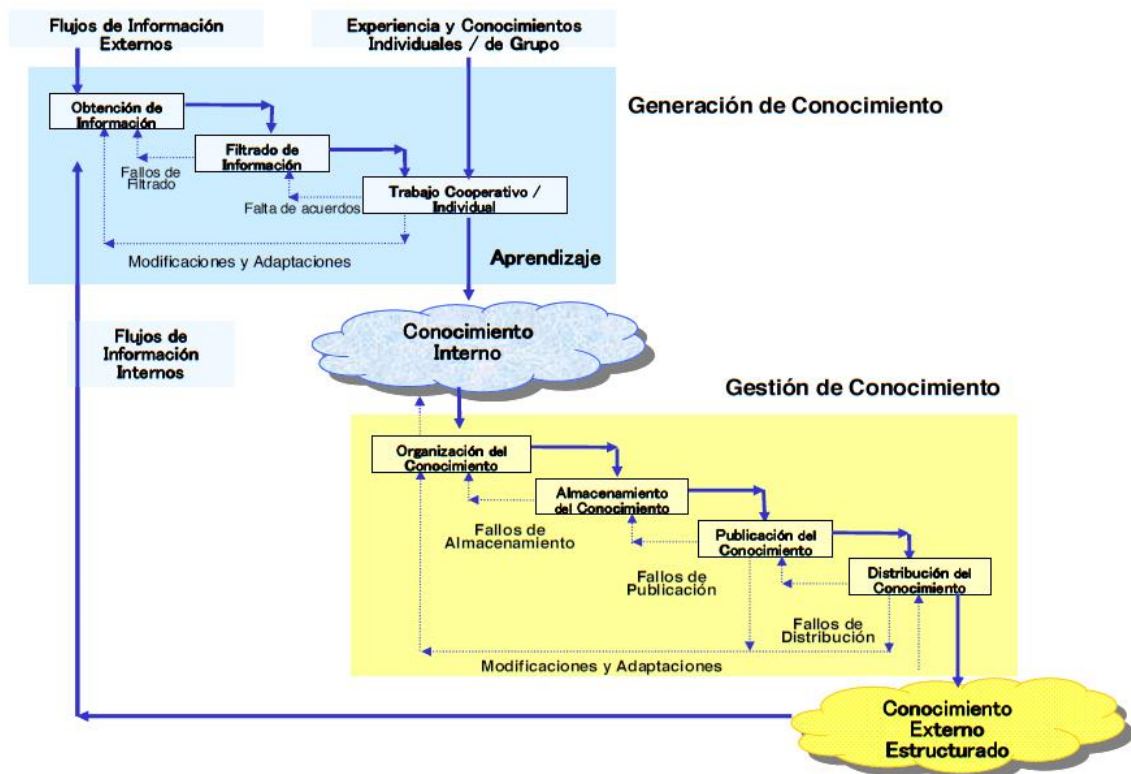 Flujos de Información
Externos
Experiencia y Conocimientos
Individuales / de Grupo
Generación de Conocimiento
Obtención de
Información
Filtrado de
Información
Fallos de
Filtrado
Trabajo Cooperativo /
Individual
Falta de acuerdos
Modificaciones y Adaptaciones
Aprendizaje
Flujos de
Información
Internos
Conocimiento
Interno
Gestión de Conocimiento
Organización del
Conocimiento
Almacenamiento
del Conocimiento
Fallos de
Almacenamiento
Publicación del
Conocimiento
Fallos de
Publicación
Distribución del
Conocimiento
Fallos de
Distribución
Modificaciones y Adaptaciones
Conocimiento
Externo
Estructurado